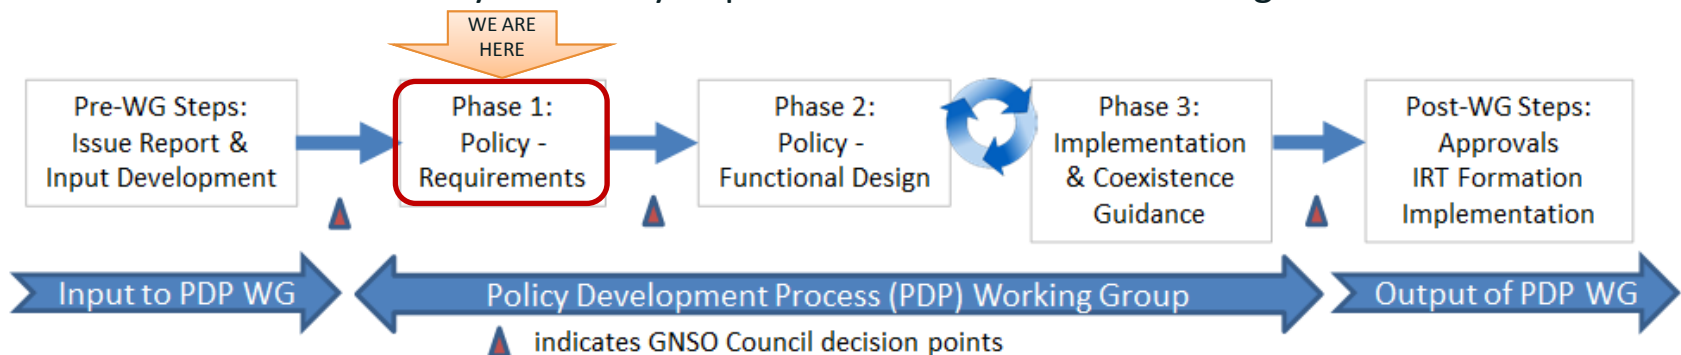 WE ARE
HERE
Pre-WG Steps:
Issue Report &
Input Development
Phase 1:
Policy -
Requirements
Phase 2:
Policy -
Functional Design
Phase 3:
Implementation
& Coexistence
Guidance
Post-WG Steps:
Approvals
IRT Formation
Implementation
Input to PDP WG
Policy Development Process (PDP) Working Group
Output of PDP WG
indicates GNSO Council decision points